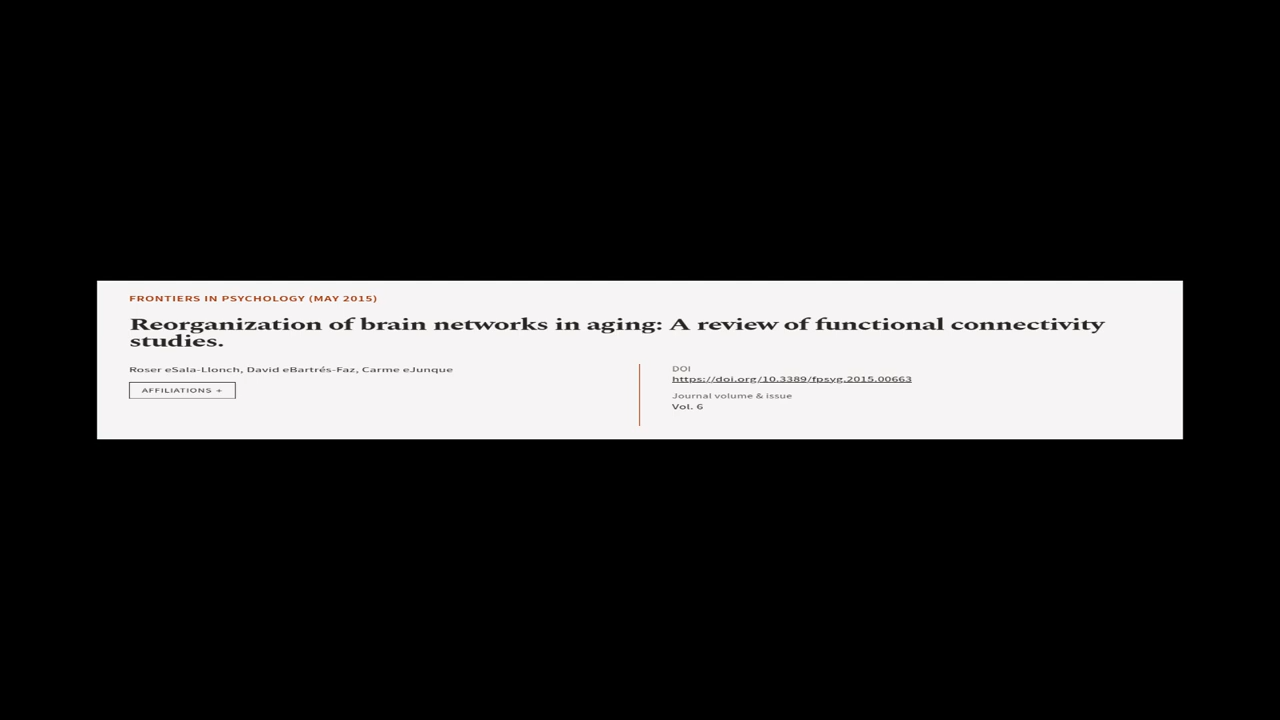 FRONTIERS IN PSYCHOLOGY (MAY 2015)
Reorganization of brain networks in aging: A review of functional connectivity
studies.
Roser eSala-Llonch, David eBartrés-Faz, Carme eJunque
AFFILIATIONS +
DOI
https://doi.org/10.3389/fpsyg.2015.00663
Journal volume & issue
Vol. 6